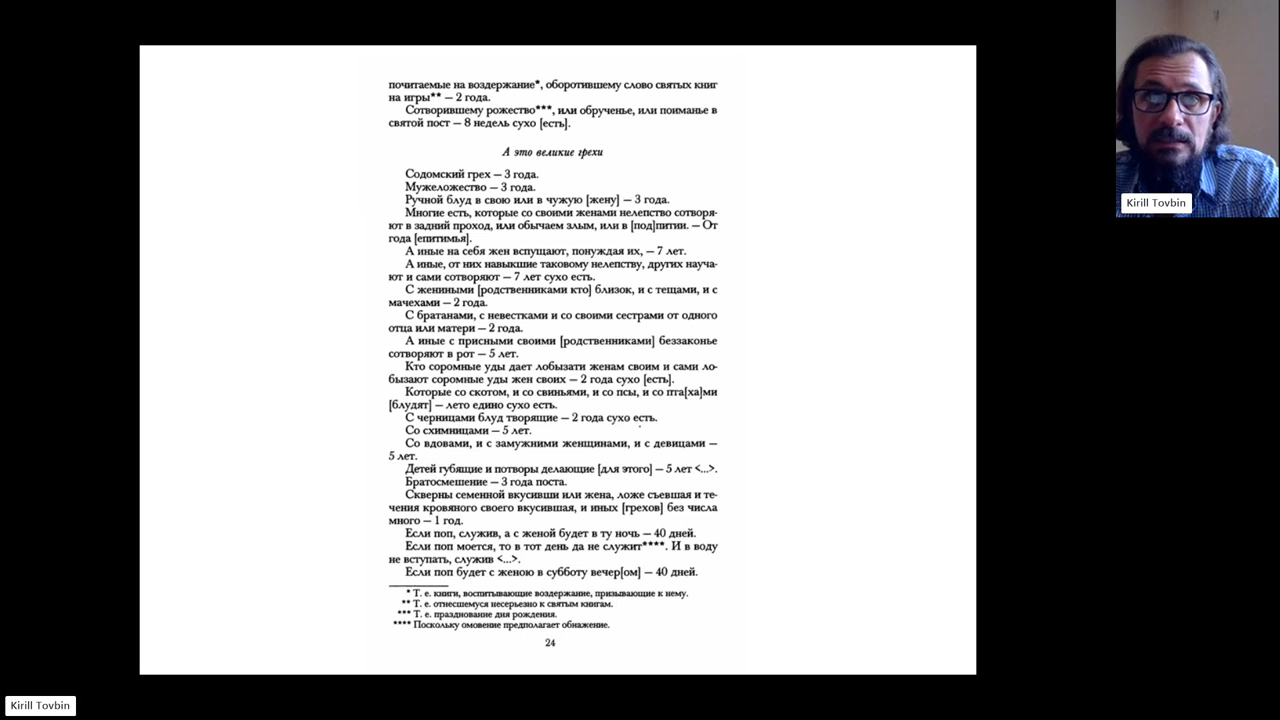 почитаемые на воздержание*, оборотившему слово святых книг
на игры** — 2 года.
Сотворившему рожество***, или обрученье, или поиманье в
святой пост — 8 недель сухо [есть].
А это великие грехи
Содомский грех — 3 года.
Мужеложество — 3 года.
Ручной блуд в свою или в чужую [жену] — 3 года.
Многие есть, которые со своими женами нелепство сотворя-
ют в задний проход, или обычаем злым, или в [под]питии. — От
года [епитимья].
А иные на себя жен вспущают, понуждая их, — 7 лет.
А иные, от них навыкшие таковому нелепству, других науча-
ют и сами сотворяют — 7 лет сухо есть.
С жениными [родственниками кто] близок, и с тещами, и с
мачехами — 2 года.
С братанами, с невестками и со своими сестрами от одного
отца или матери — 2 года.
А иные с присными своими [родственниками] беззаконье
сотворяют в рот — 5 лет.
Кто соромные уды дает лобызати женам своим и сами ло-
бызают соромные уды жен своих — 2 года сухо [есть].
Которые со скотом, и со свиньями, и со псы, и со пта[ха]ми
[блудят] — лето едино сухо есть.
С черницами блуд творящие — 2 года сухо есть.
Со схимницами — 5 лет.
Со вдовами, и с замужними женщинами, и с девицами —
5 лет.
Детей губящие и потворы делающие [для этого] — 5 лет <...>.
Братосмешение — 3 года поста.
Скверны семенной вкусивши или жена, ложе съевшая и те-
чения кровяного своего вкусившая, и иных [грехов] без числа
много — 1 год.
Если поп, служив, а с женой будет в ту ночь — 40 дней.
Если поп моется, то в тот день да не служит****. И в воду
не вступать, служив <...>.
Если поп будет с женою в субботу вечер[ом] — 40 дней.
* Т. е. книги, воспитывающие воздержание, призывающие к нему.
** Т. е. отнесшемуся несерьезно к святым книгам.
*** Т. е. празднование дня рождения.
**** Поскольку омовение предполагает обнажение.
24
Kirill Tovbin
Kirill Tovbin